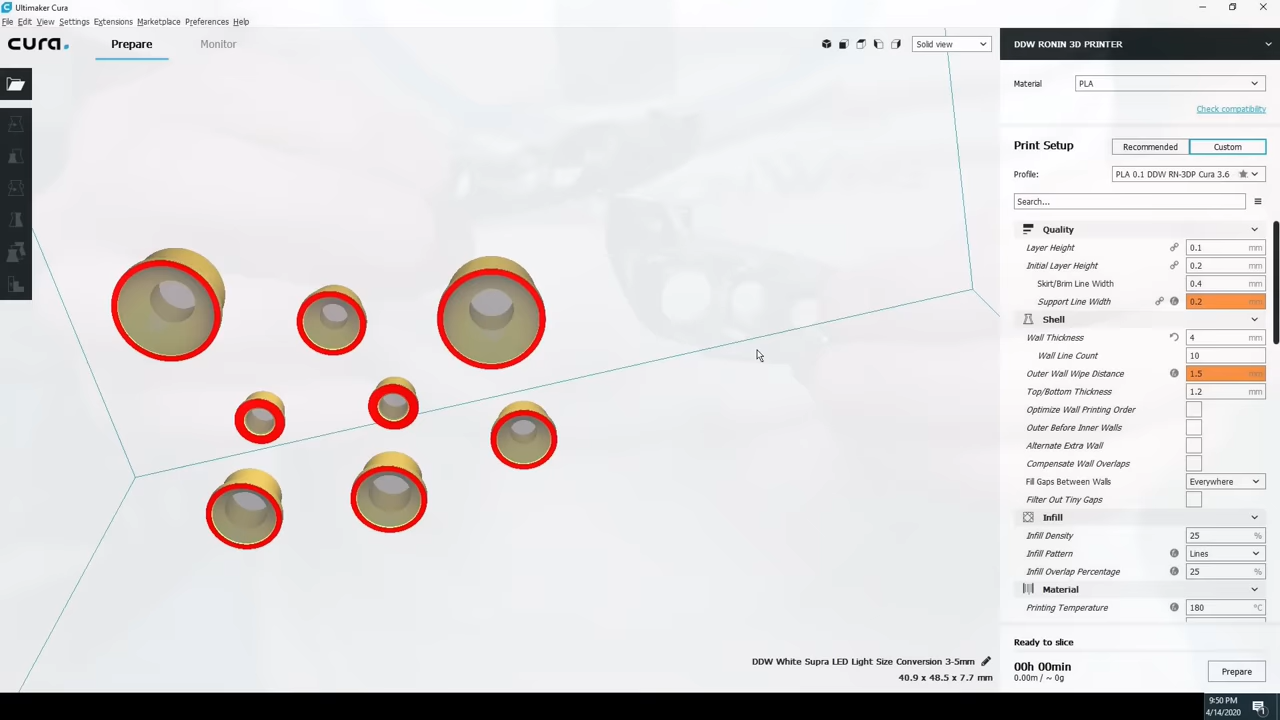 Ultimaker Cura
File Edit View Settings Extensions Marketplace Preferences Help
cura.
Prepare
Monitor
Solid view
DDW RONIN 3D PRINTER
Material
PLA
Check compatibility
Print Setup
Recommended
Custom
Profile:
PLA 0.1 DDW RN-3DP Cura 3.6
Search...
Quality
Layer Height 0.1 mm
Initial Layer Height 0.2 mm
Skirt/Brim Line Width 0.4 mm
Support Line Width 0.2 mm
Shell
Wall Thickness 4 mm
Wall Line Count 10
Outer Wall Wipe Distance 1.5 mm
Top/Bottom Thickness 1.2 mm
Optimize Wall Printing Order
Outer Before Inner Walls
Alternate Extra Wall
Compensate Wall Overlaps
Fill Gaps Between Walls Everywhere
Filter Out Tiny Gaps
Infill
Infill Density 25 %
Infill Pattern Lines
Infill Overlap Percentage 25 %
Material
Printing Temperature 180 °C
Ready to slice
00h 00min
0.00m / ~ 0g
Prepare
DDW White Supra LED Light Size Conversion 3-5mm
40.9 x 48.5 x 7.7 mm
9:50 PM
4/14/2020
1